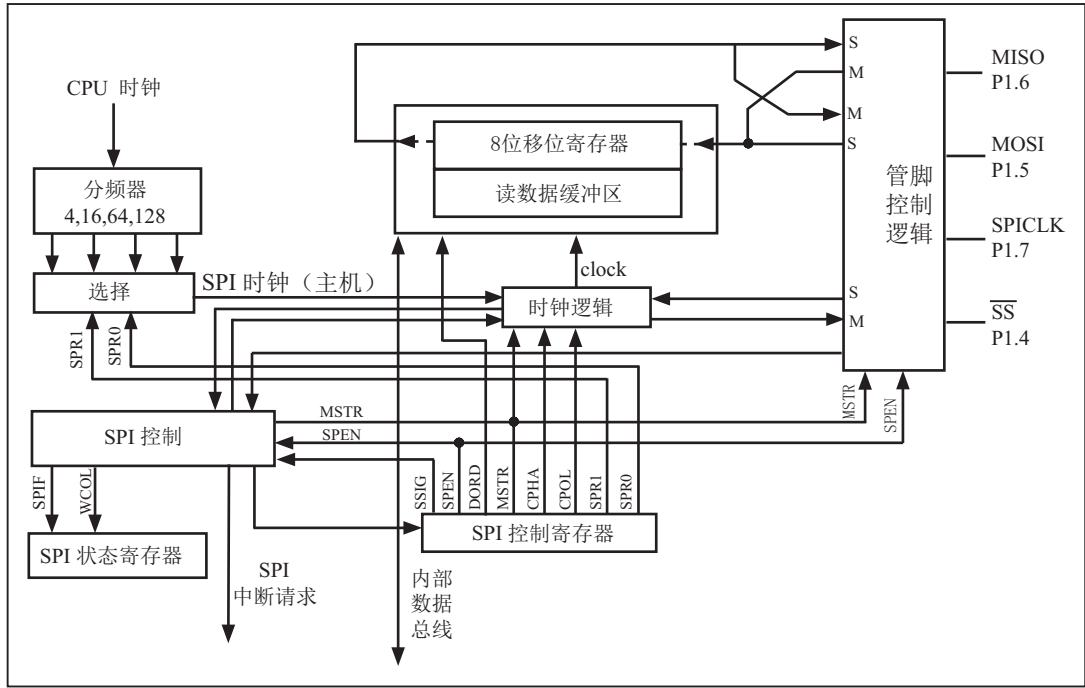 CPU 时钟
分频器
4,16,64,128
选择
SPI 时钟（主机）
SPR1
SPR0
8位移位寄存器
读数据缓冲区
clock
时钟逻辑
S
M
M
S
S
M
管脚
控制
逻辑
MISO
P1.6
MOSI
P1.5
SPICLK
P1.7
SS
P1.4
MSTR
SPEN
SPI 控制
MSTR
SPEN
SPIF
WCOL
SPI 状态寄存器
SPI
中断请求
SSIG
SPEN
DORD
MSTR
CPHA
CPOL
SPR1
SPR0
SPI 控制寄存器
内部
数据
总线